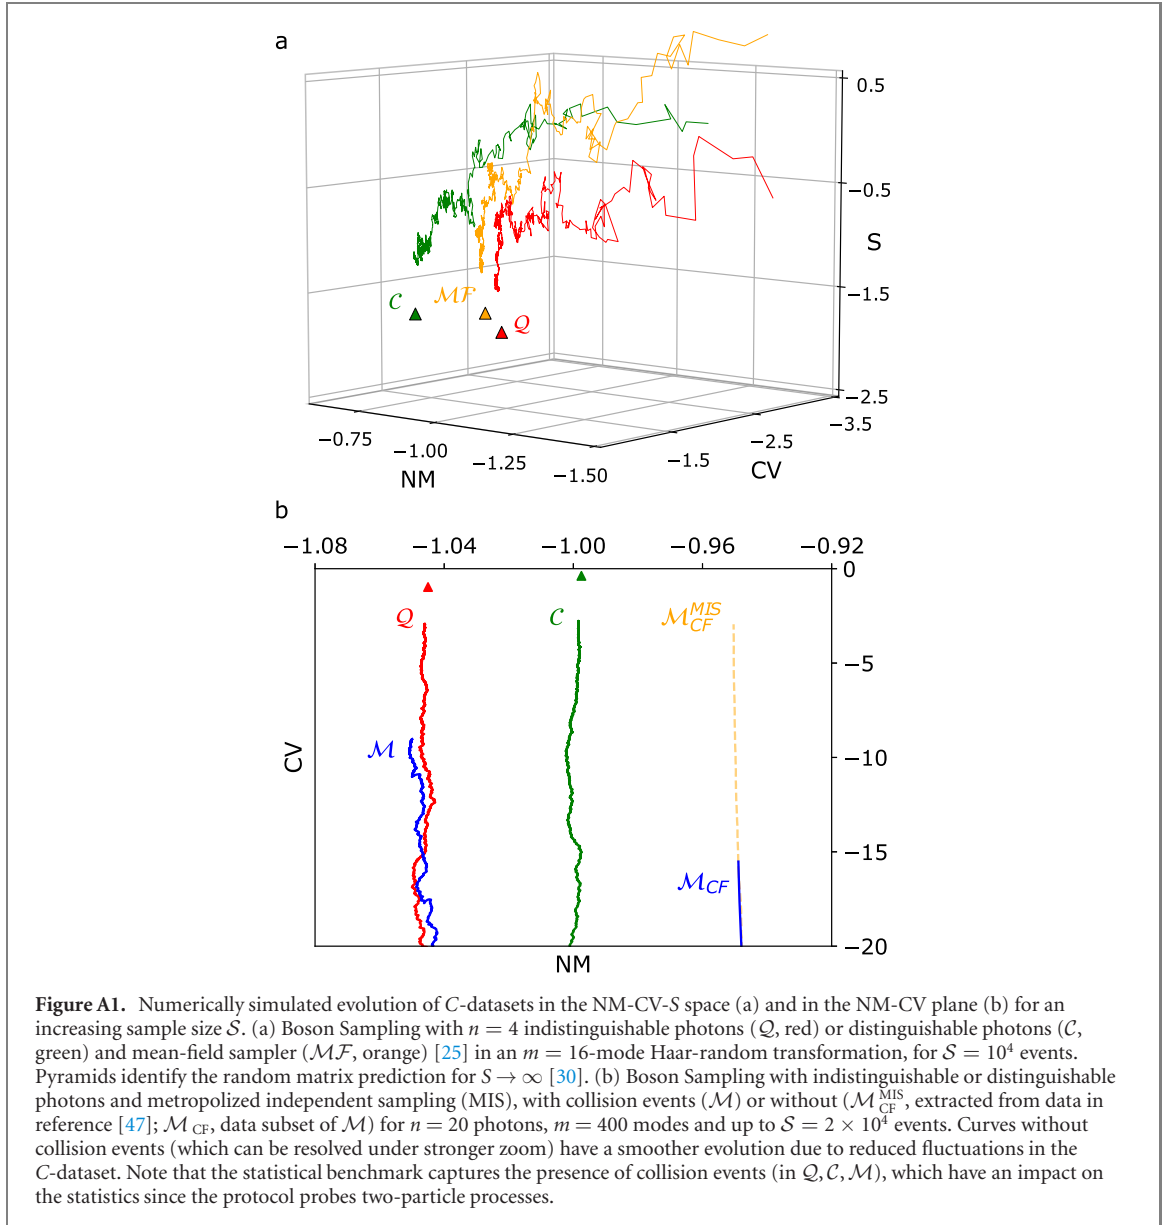 a
0.5
−0.5
S
−1.5
−2.5
C
MF
Q
−0.75
−1.00
−1.25
−1.50
NM
−1.5
−2.5
−3.5
CV
b
−1.08
−1.04
−1.00
−0.96
−0.92
0
Q
C
M_CF^MIS
−5
M
CV
−10
−15
M_CF
−20
NM
Figure A1. Numerically simulated evolution of C-datasets in the NM-CV-S space (a) and in the NM-CV plane (b) for an
increasing sample size S. (a) Boson Sampling with n = 4 indistinguishable photons (Q, red) or distinguishable photons (C,
green) and mean-field sampler (MF, orange) [25] in an m = 16-mode Haar-random transformation, for S = 10⁴ events.
Pyramids identify the random matrix prediction for S → ∞ [30]. (b) Boson Sampling with indistinguishable or distinguishable
photons and metropolized independent sampling (MIS), with collision events (M) or without (M_CF^MIS, extracted from data in
reference [47]; M_CF, data subset of M) for n = 20 photons, m = 400 modes and up to S = 2 × 10⁴ events. Curves without
collision events (which can be resolved under stronger zoom) have a smoother evolution due to reduced fluctuations in the
C-dataset. Note that the statistical benchmark captures the presence of collision events (in Q, C, M), which have an impact on
the statistics since the protocol probes two-particle processes.